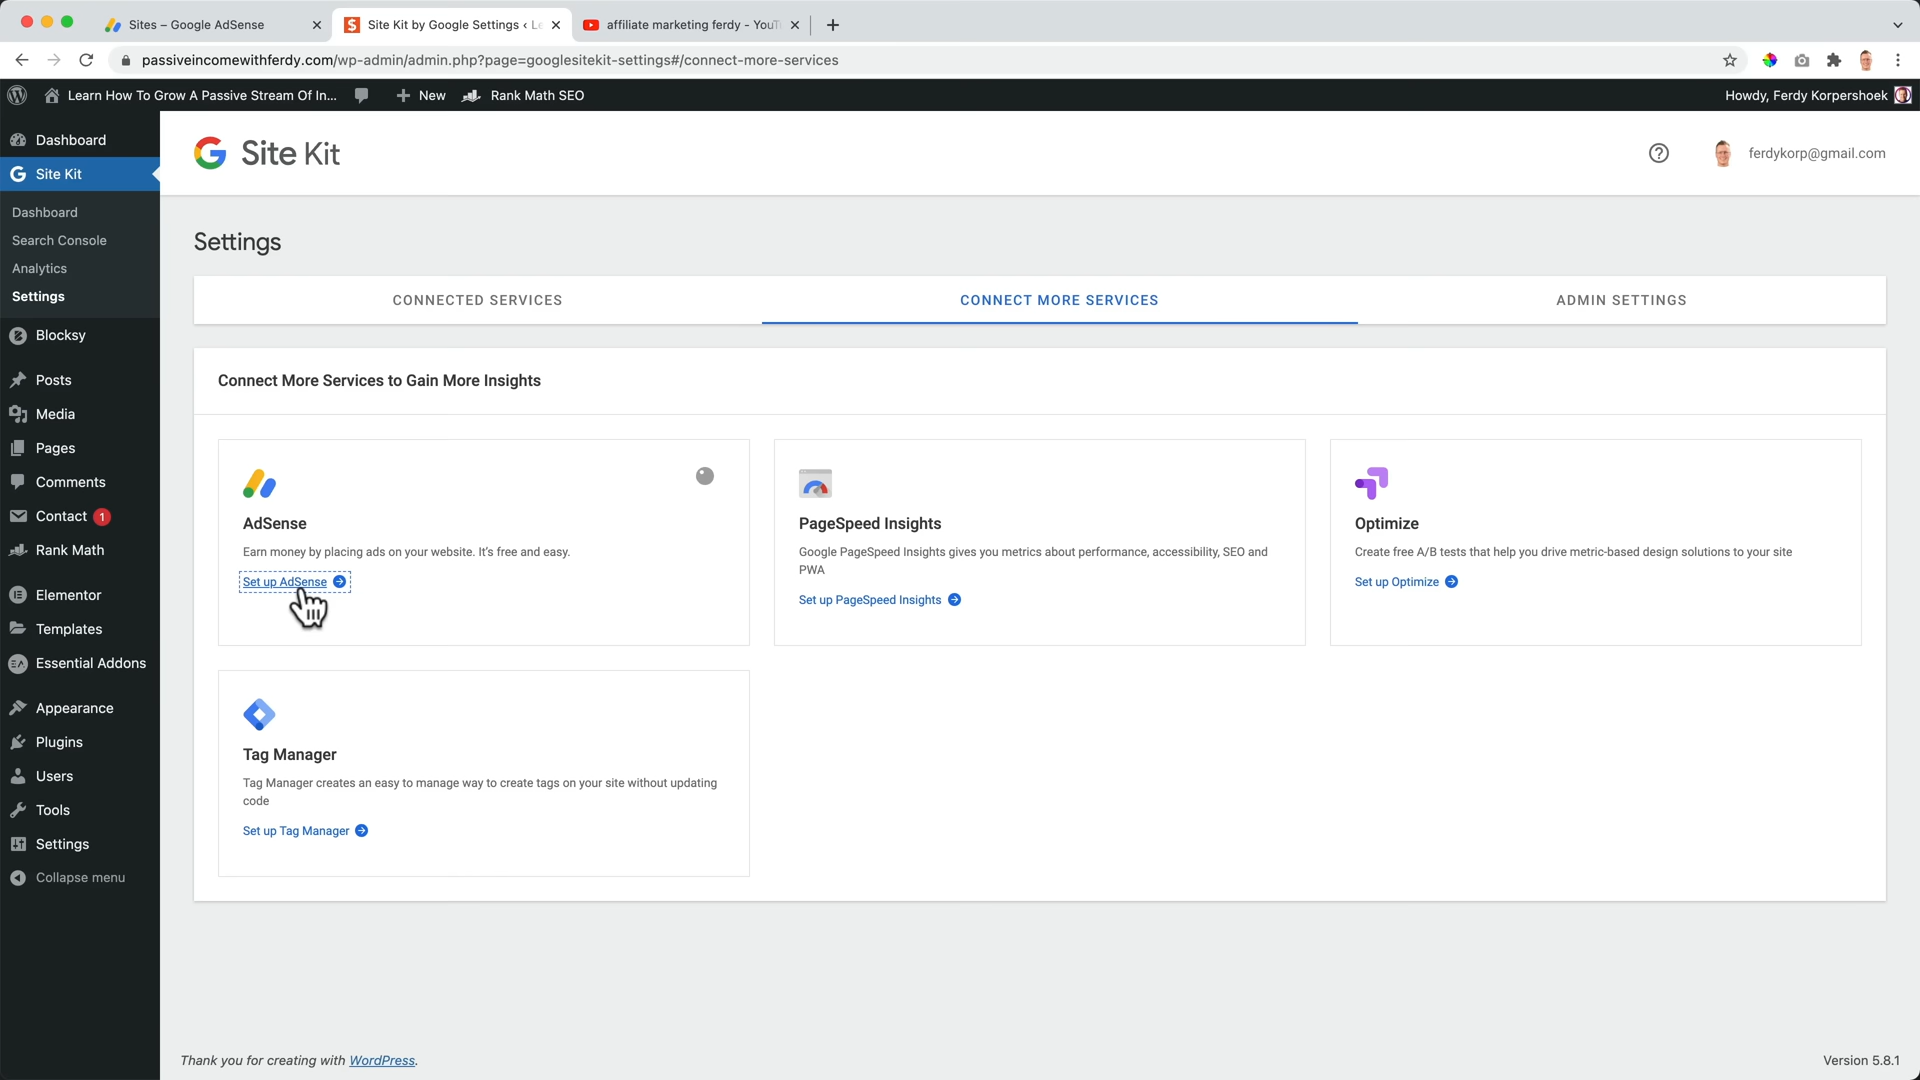 Sites – Google AdSense
Site Kit by Google Settings ‹ Le
affiliate marketing ferdy - YouT
passiveincomewithferdy.com/wp-admin/admin.php?page=googlesitekit-settings#/connect-more-services
Learn How To Grow A Passive Stream Of In...
New
Rank Math SEO
Howdy, Ferdy Korpershoek
Dashboard
Site Kit
Dashboard
Search Console
Analytics
Settings
Blocksy
Posts
Media
Pages
Comments
Contact 1
Rank Math
Elementor
Templates
Essential Addons
Appearance
Plugins
Users
Tools
Settings
Collapse menu
Site Kit
ferdykorp@gmail.com
Settings
CONNECTED SERVICES
CONNECT MORE SERVICES
ADMIN SETTINGS
Connect More Services to Gain More Insights
AdSense
Earn money by placing ads on your website. It's free and easy.
Set up AdSense
PageSpeed Insights
Google PageSpeed Insights gives you metrics about performance, accessibility, SEO and
PWA
Set up PageSpeed Insights
Optimize
Create free A/B tests that help you drive metric-based design solutions to your site
Set up Optimize
Tag Manager
Tag Manager creates an easy to manage way to create tags on your site without updating
code
Set up Tag Manager
Thank you for creating with WordPress.
Version 5.8.1